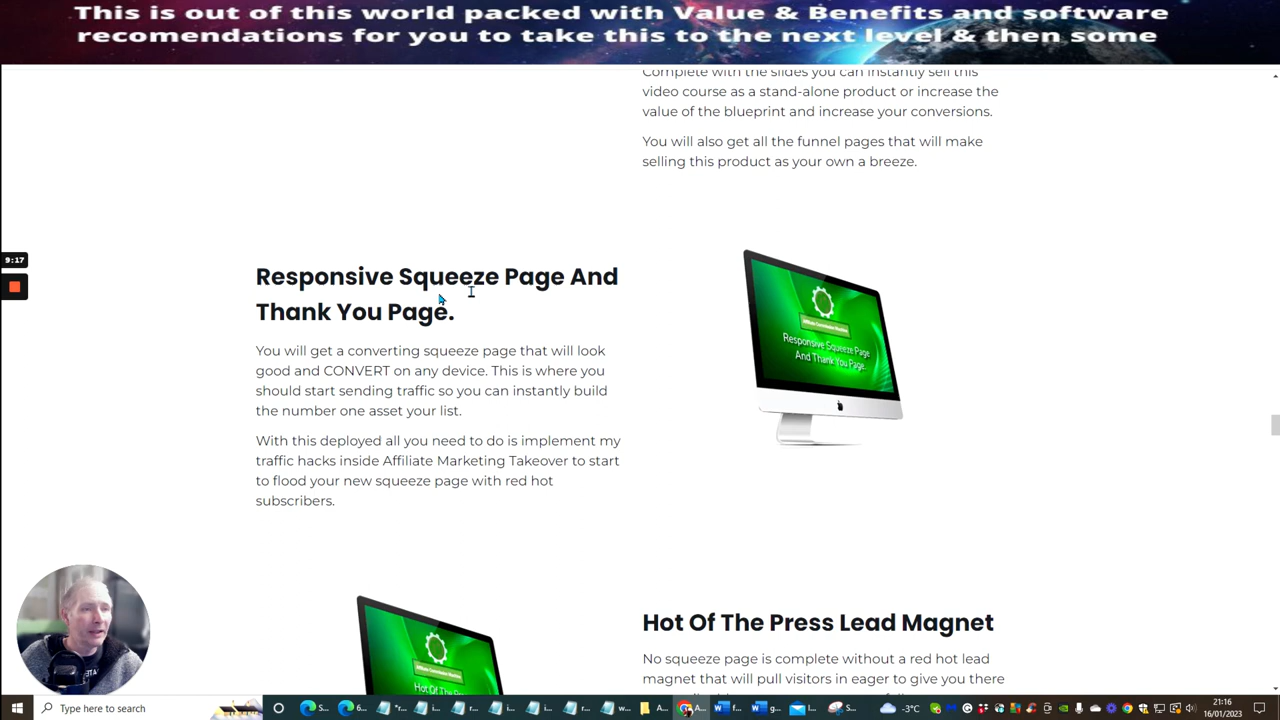 This is out of this world packed with Value & Benefits and software
recomendations for you to take this to the next level & then some
Complete with the slides you can instantly sell this
video course as a stand-alone product or increase the
value of the blueprint and increase your conversions.
You will also get all the funnel pages that will make
selling this product as your own a breeze.
9:17
Responsive Squeeze Page And
Thank You Page.
You will get a converting squeeze page that will look
good and CONVERT on any device. This is where you
should start sending traffic so you can instantly build
the number one asset your list.
With this deployed all you need to do is implement my
traffic hacks inside Affiliate Marketing Takeover to start
to flood your new squeeze page with red hot
subscribers.
Affiliate Commission Machine
Responsive Squeeze Page
And Thank You Page.
Hot Of The
Hot Of The Press Lead Magnet
No squeeze page is complete without a red hot lead
magnet that will pull visitors in eager to give you there
Type here to search
S...
6...
"r...
i...
r...
i...
i...
r...
w...
A...
A...
f...
g...
I...
S...
-3°C
21:16
16/01/2023